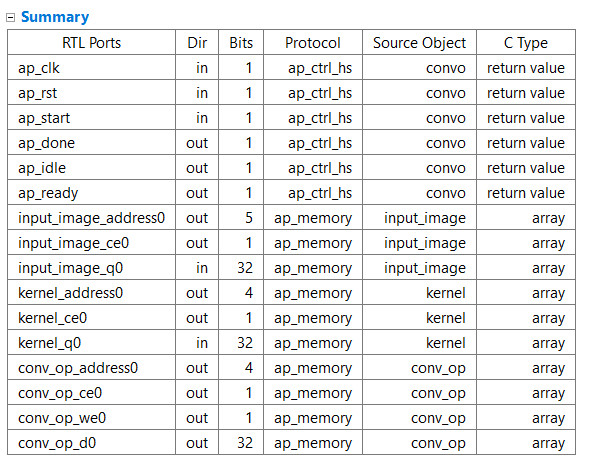 Summary
RTL Ports Dir Bits Protocol Source Object C Type
ap_clk in 1 ap_ctrl_hs convo return value
ap_rst in 1 ap_ctrl_hs convo return value
ap_start in 1 ap_ctrl_hs convo return value
ap_done out 1 ap_ctrl_hs convo return value
ap_idle out 1 ap_ctrl_hs convo return value
ap_ready out 1 ap_ctrl_hs convo return value
input_image_address0 out 5 ap_memory input_image array
input_image_ce0 out 1 ap_memory input_image array
input_image_q0 in 32 ap_memory input_image array
kernel_address0 out 4 ap_memory kernel array
kernel_ce0 out 1 ap_memory kernel array
kernel_q0 in 32 ap_memory kernel array
conv_op_address0 out 4 ap_memory conv_op array
conv_op_ce0 out 1 ap_memory conv_op array
conv_op_we0 out 1 ap_memory conv_op array
conv_op_d0 out 32 ap_memory conv_op array